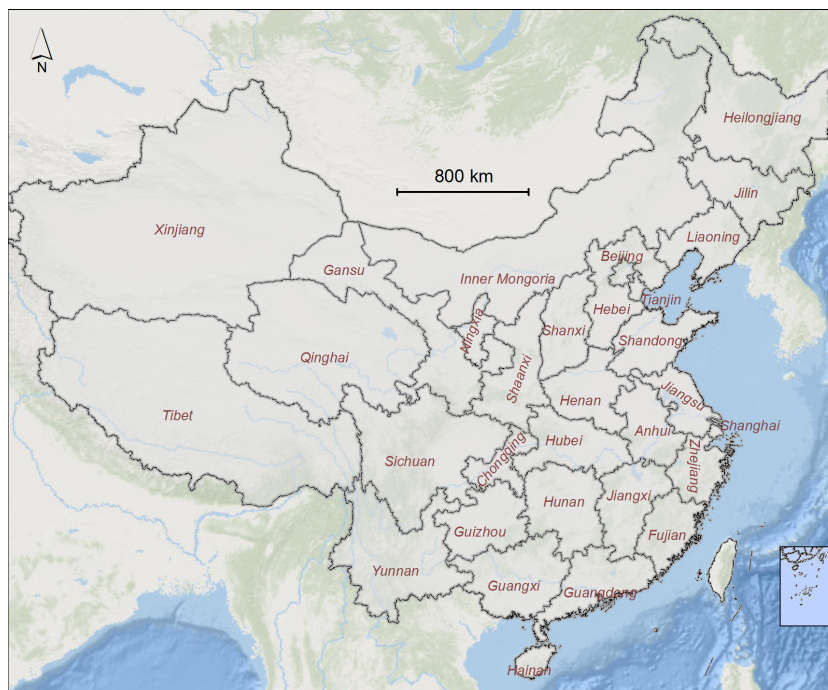 N
Heilongjiang
800 km
Jilin
Xinjiang
Liaoning
Beijing
Gansu
Inner Mongoria
Tianjin
Hebei
Ningxia
Shanxi
Shandong
Qinghai
Shaanxi
Jiangsu
Henan
Tibet
Shanghai
Anhui
Hubei
Sichuan
Chongqing
Zhejiang
Jiangxi
Hunan
Guizhou
Fujian
Yunnan
Guangxi
Guangdang
Hainan